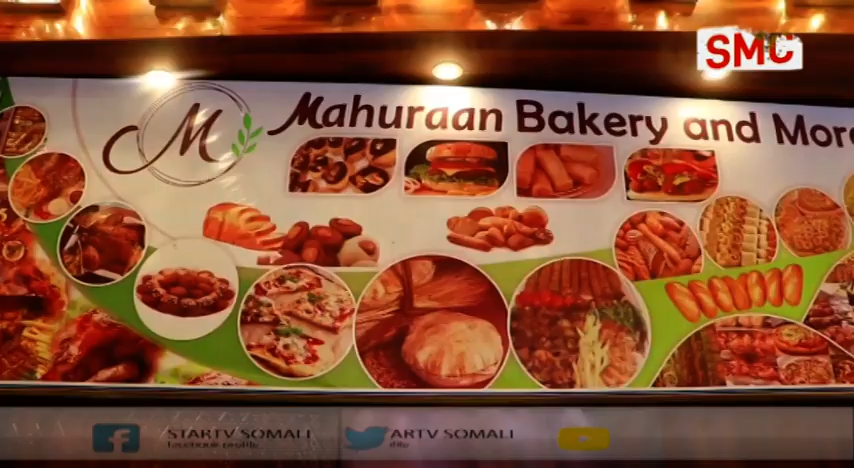 SMC
M
Mahuraan Bakery and More
STARTV SOMALI
facebook profile
ARTV SOMALI